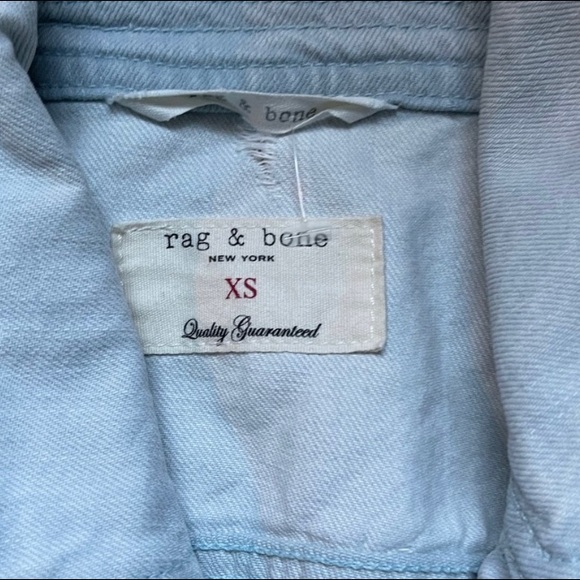 & bone
rag & bone
NEW YORK
XS
Quality Guaranteed